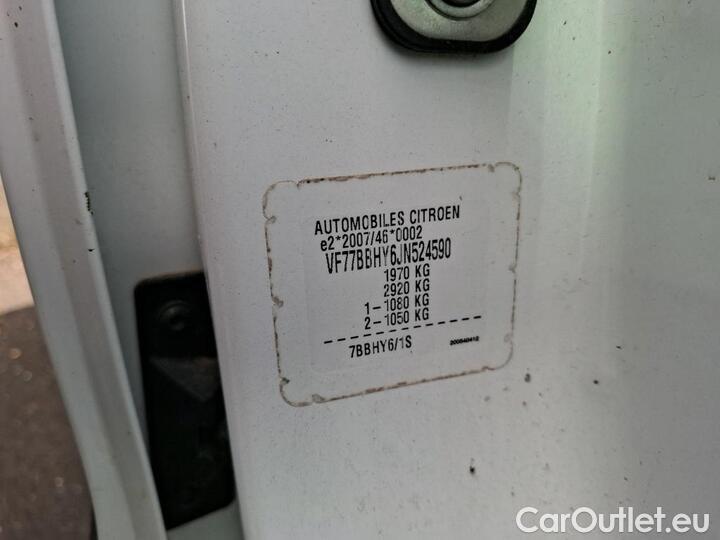 AUTOMOBILES CITROEN
e2*2007/46*0002
VF77BBHY6JN524590
1970 KG
2920 KG
1-1080 KG
2-1050 KG
7BBHY6/1S
CarOutlet.eu